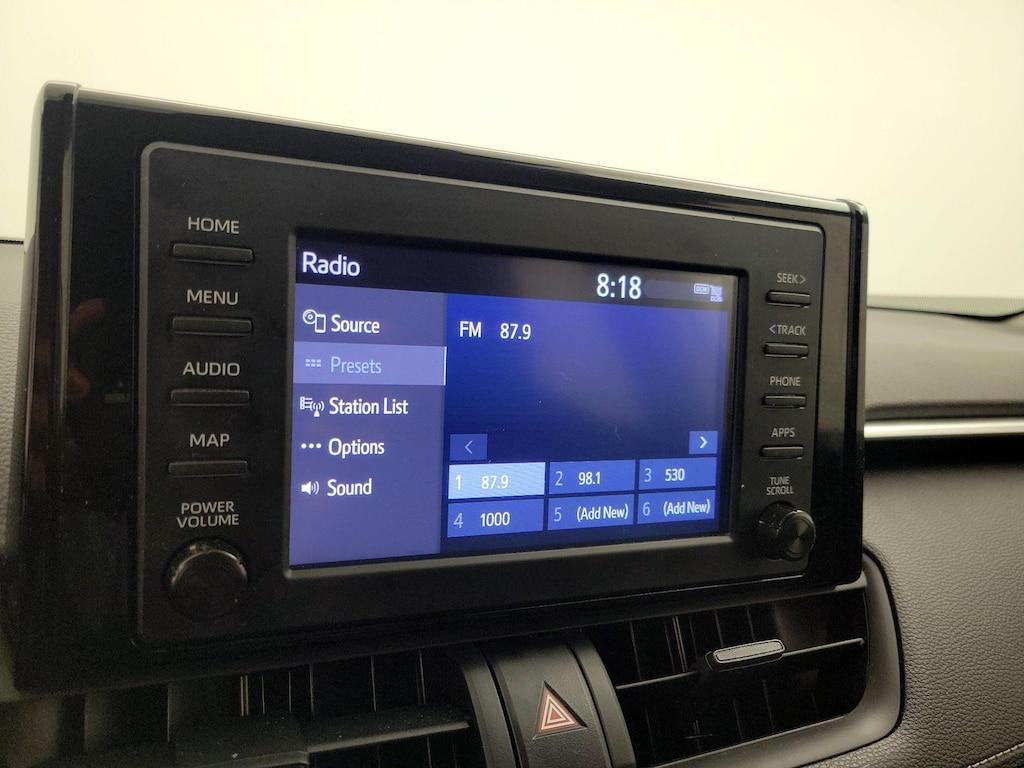 HOME
MENU
AUDIO
MAP
POWER
VOLUME
Radio
8:18
Source
Presets
Station List
Options
Sound
FM 87.9
<
>
1 87.9
2 98.1
3 530
4 1000
5 (Add New)
6 (Add New)
SEEK >
< TRACK
PHONE
APPS
TUNE
SCROLL